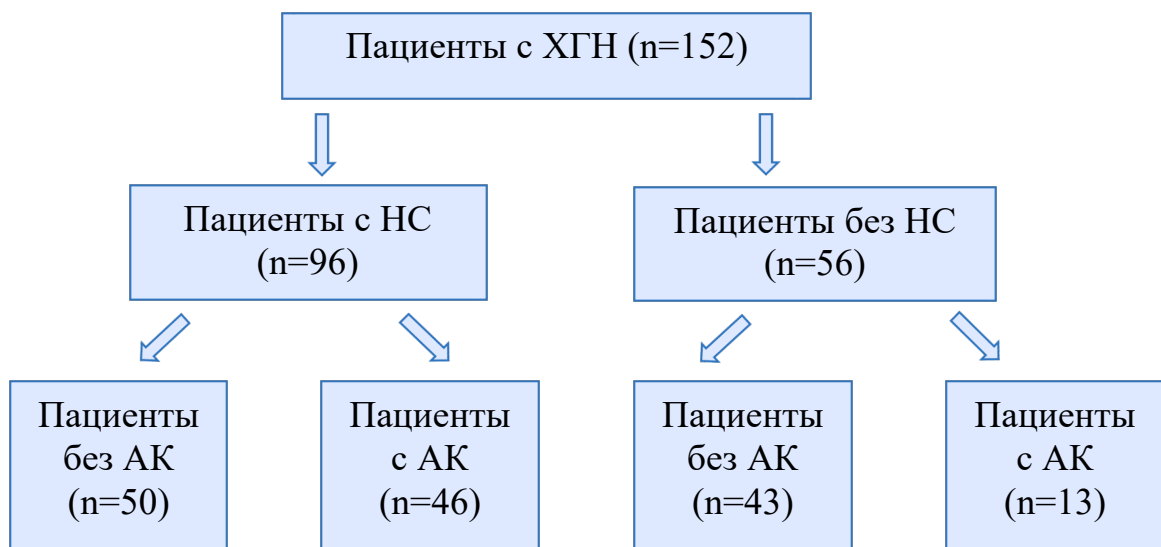 Пациенты с ХГН (n=152)
Пациенты с НС
(n=96)
Пациенты без НС
(n=56)
Пациенты
без АК
(n=50)
Пациенты
с АК
(n=46)
Пациенты
без АК
(n=43)
Пациенты
с АК
(n=13)